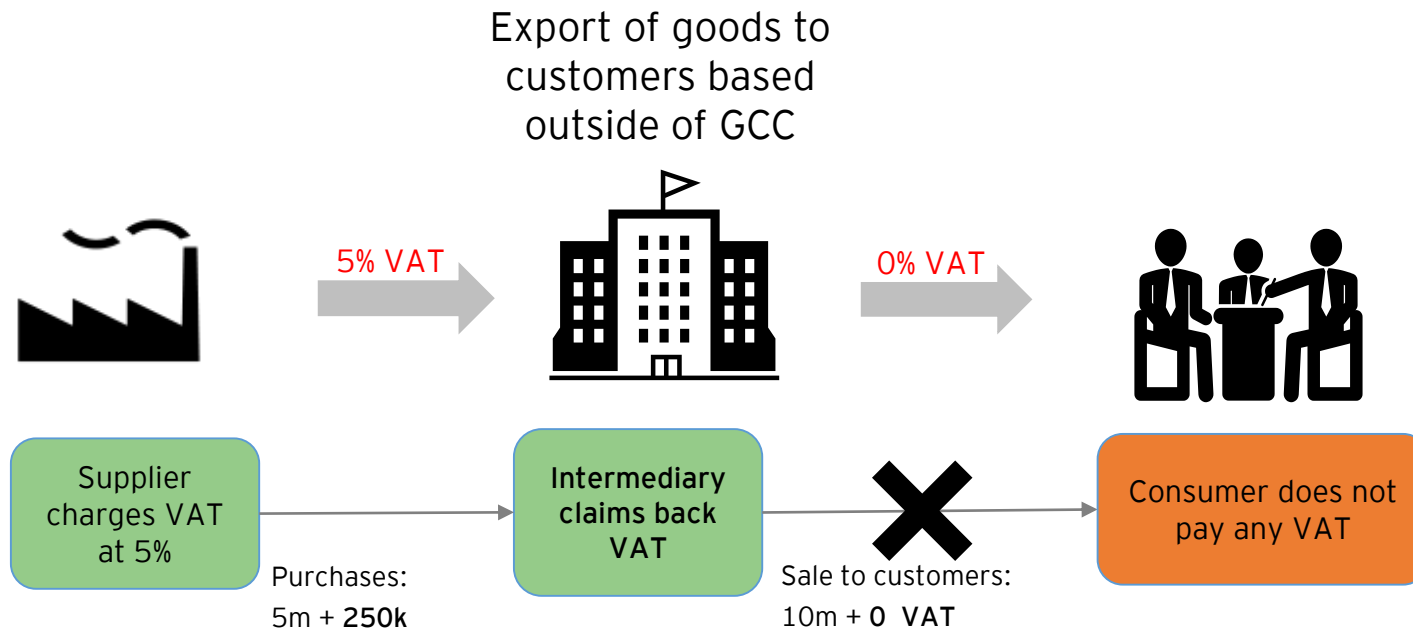 Export of goods to
customers based
outside of GCC
5% VAT
0% VAT
Supplier
charges VAT
at 5%
Purchases:
5m + 250k
Intermediary
claims back
VAT
Sale to customers:
10m + 0 VAT
Consumer does not
pay any VAT